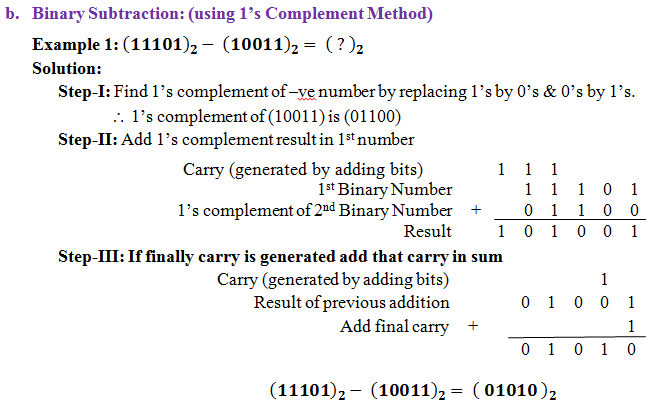 b. Binary Subtraction: (using 1's Complement Method)
Example 1: (11101)₂ − (10011)₂ = ( ? )₂
Solution:
Step-I: Find 1's complement of –ve number by replacing 1's by 0's & 0's by 1's.
∴ 1's complement of (10011) is (01100)
Step-II: Add 1's complement result in 1st number
Carry (generated by adding bits) 1 1 1
1st Binary Number 1 1 1 0 1
1's complement of 2nd Binary Number + 0 1 1 0 0
Result 1 0 1 0 0 1
Step-III: If finally carry is generated add that carry in sum
Carry (generated by adding bits) 1
Result of previous addition 0 1 0 0 1
Add final carry + 1
0 1 0 1 0
(11101)₂ − (10011)₂ = ( 01010 )₂